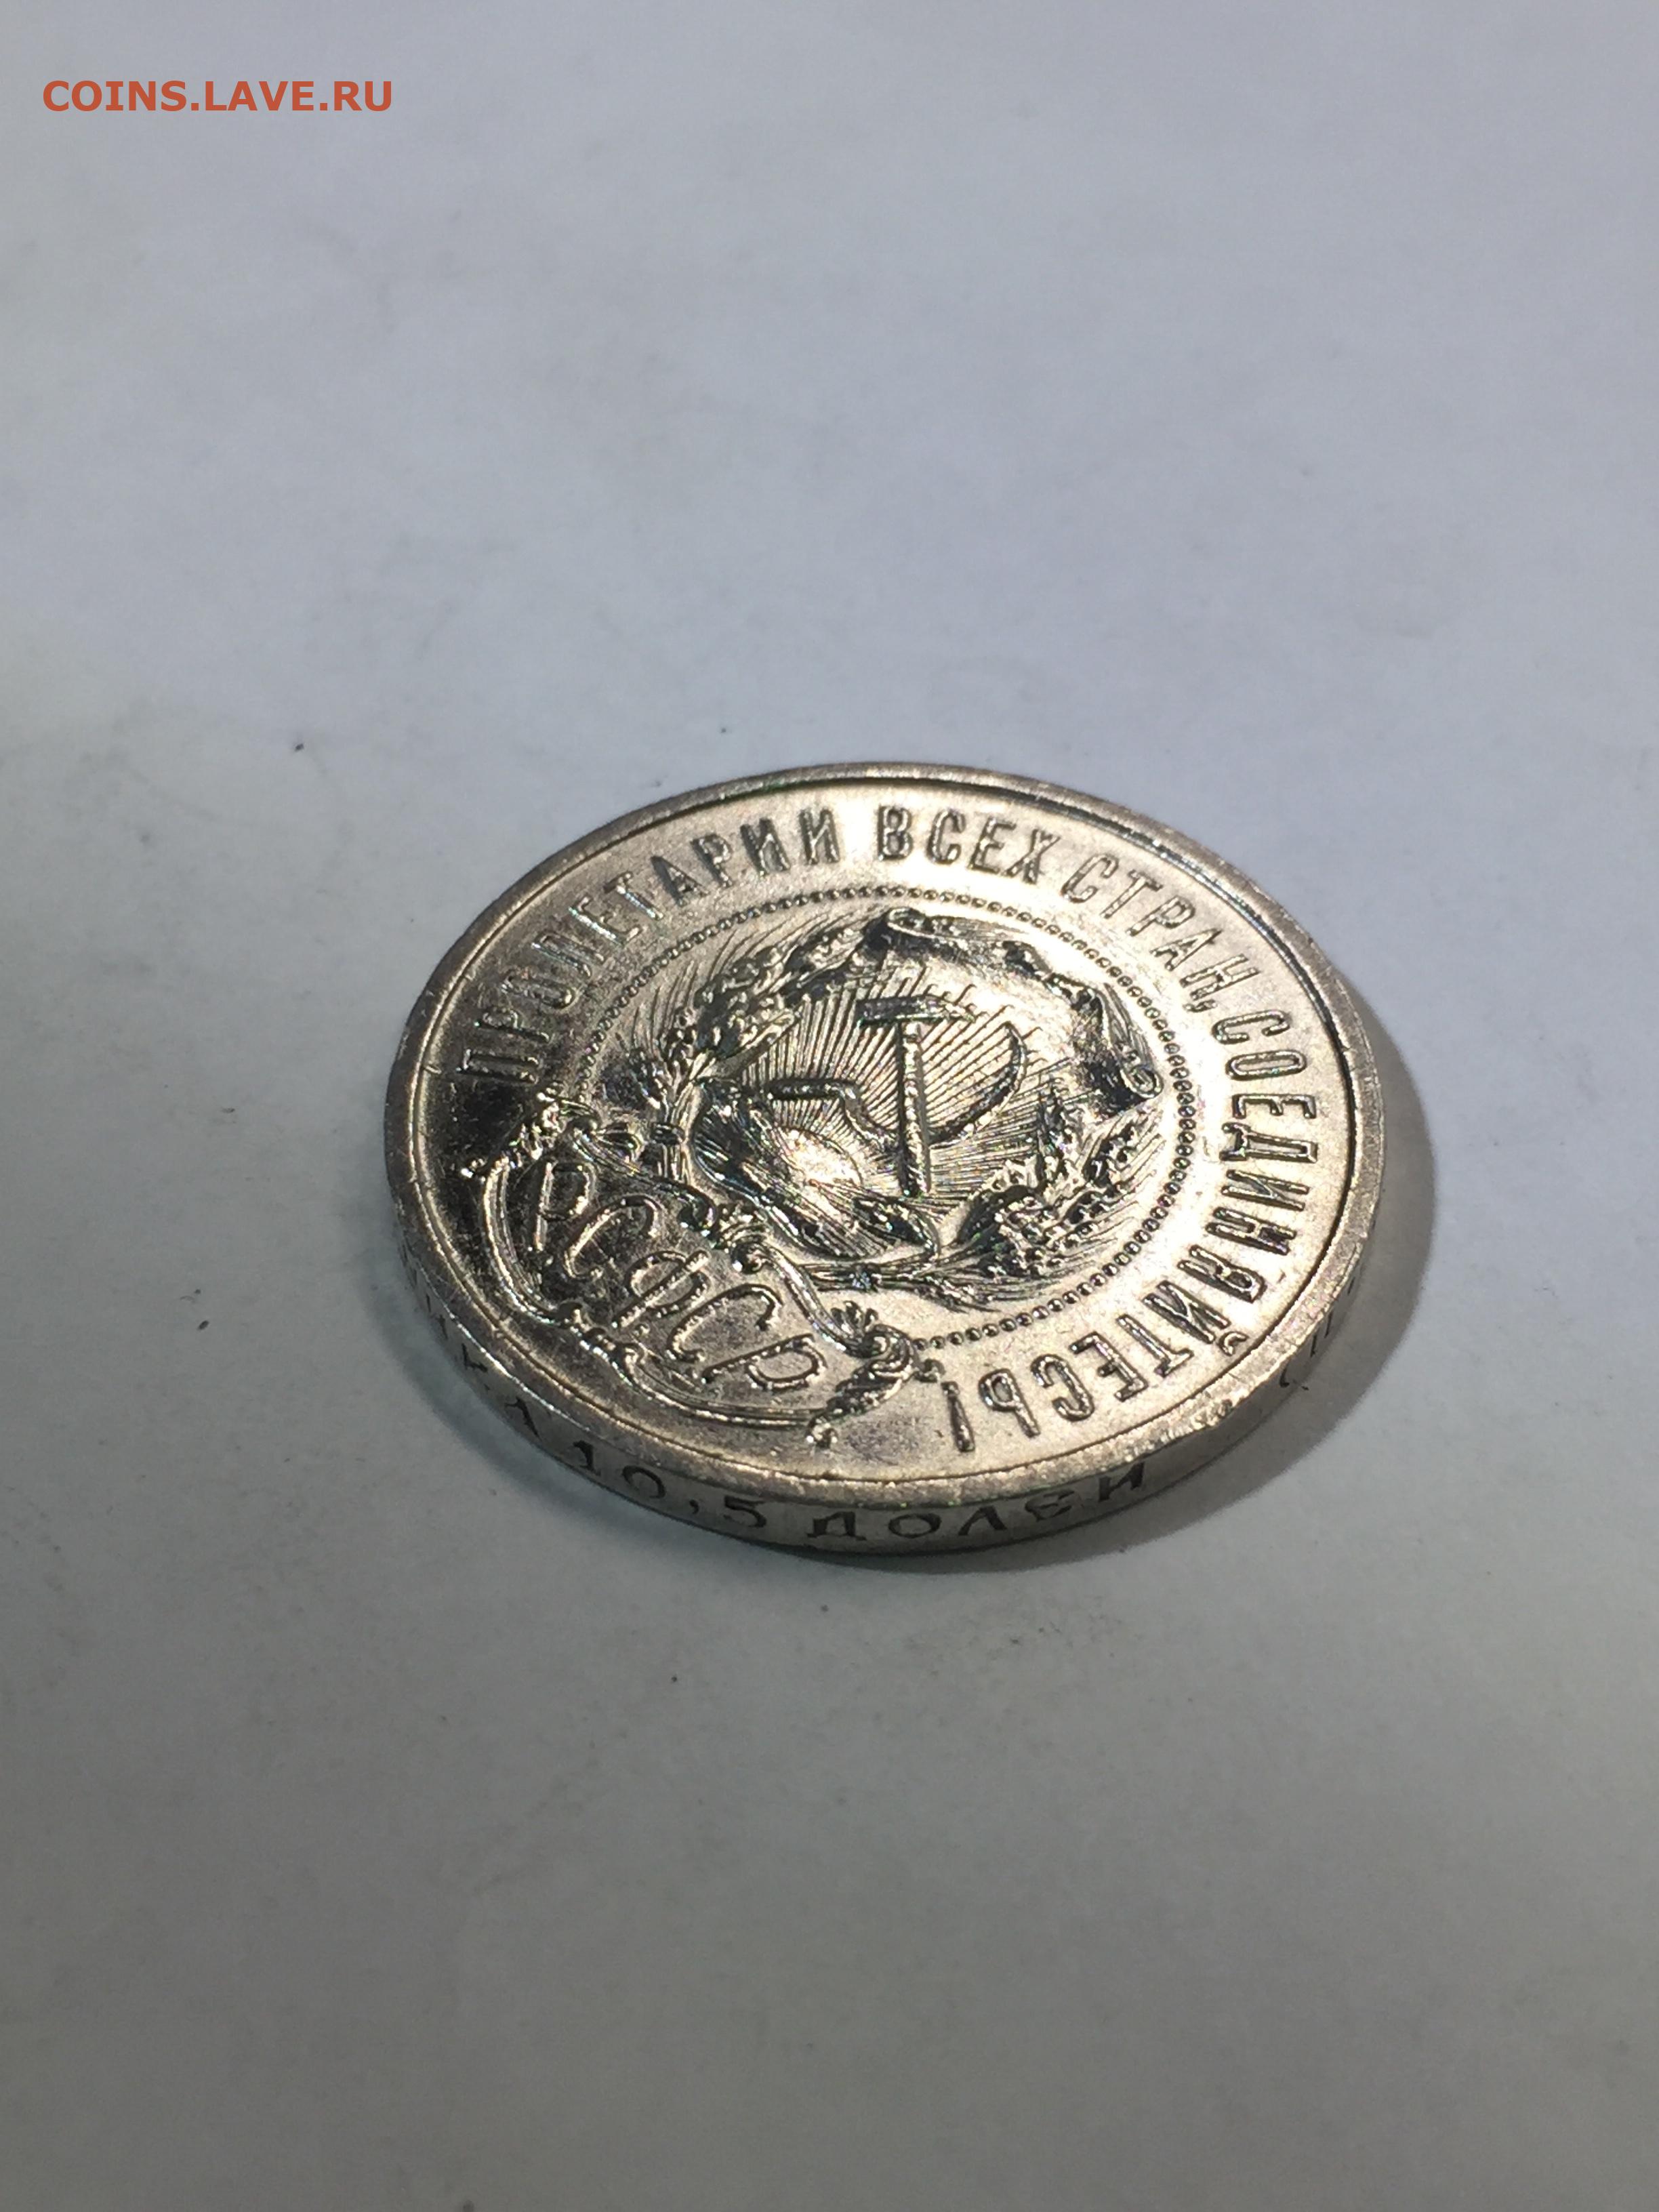 COINS.LAVE.RU
ПРОЛЕТАРИИ ВСЕХ СТРАН, СОЕДИНЯЙТЕСЬ!
РСФСР
10,5 ДОЛЕЙ